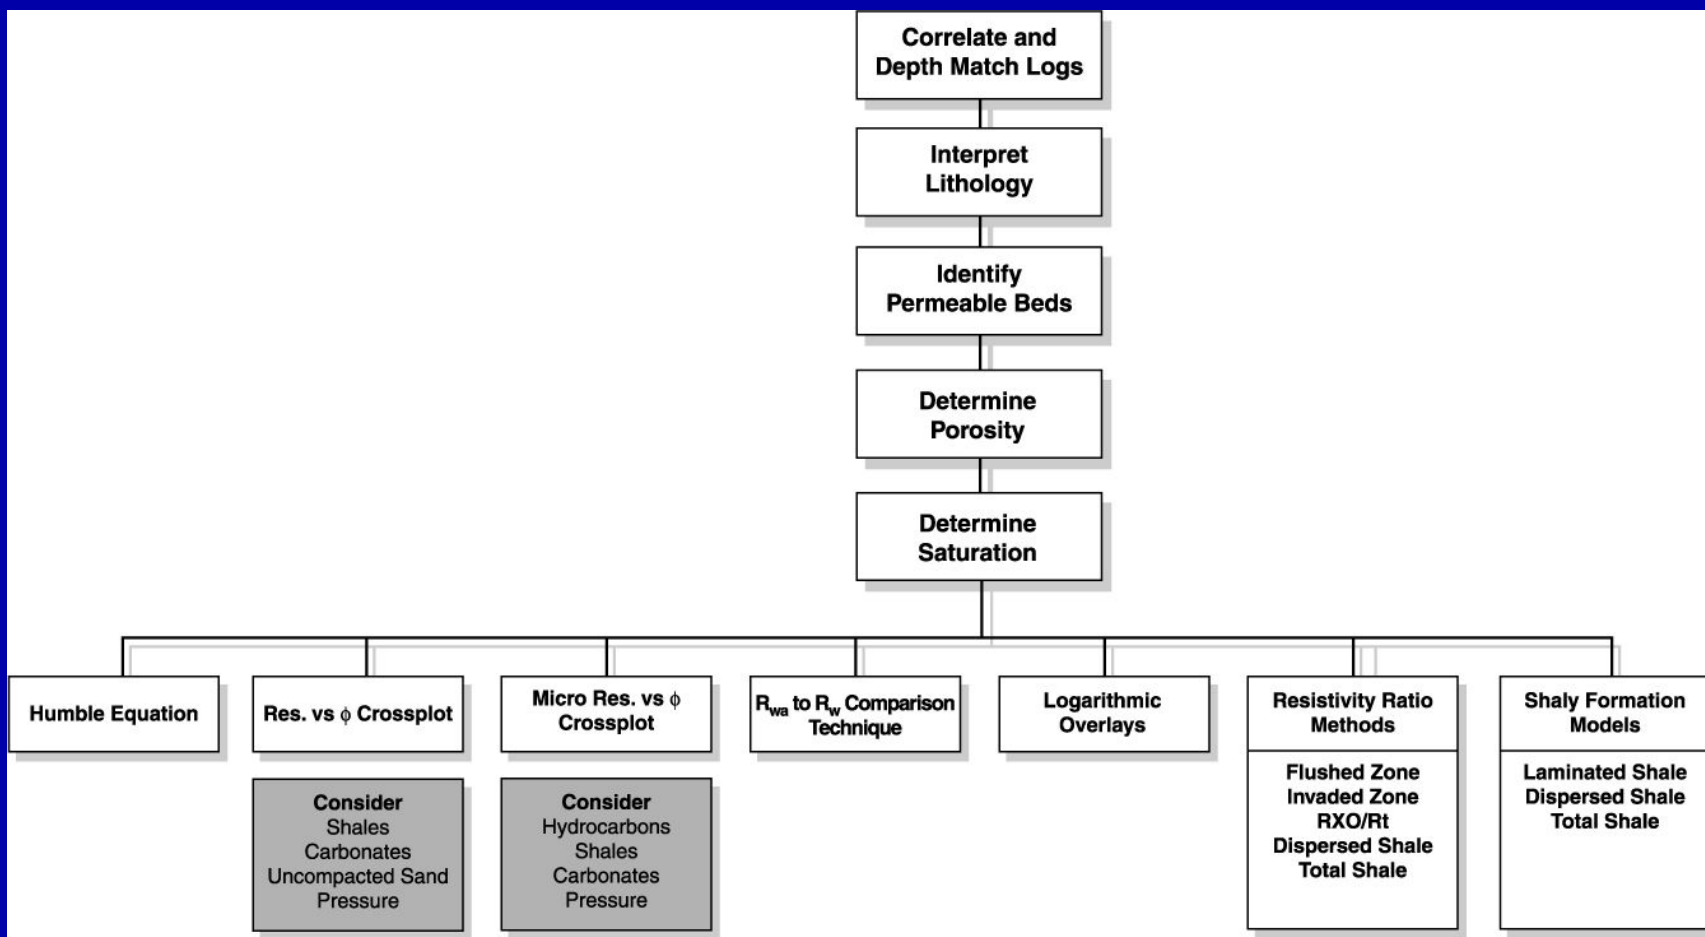 Correlate and
Depth Match Logs
Interpret
Lithology
Identify
Permeable Beds
Determine
Porosity
Determine
Saturation
Humble Equation
Res. vs ϕ Crossplot
Micro Res. vs ϕ
Crossplot
Rwa to Rw Comparison
Technique
Logarithmic
Overlays
Resistivity Ratio
Methods
Shaly Formation
Models
Consider
Shales
Carbonates
Uncompacted Sand
Pressure
Consider
Hydrocarbons
Shales
Carbonates
Pressure
Flushed Zone
Invaded Zone
RXO/Rt
Dispersed Shale
Total Shale
Laminated Shale
Dispersed Shale
Total Shale